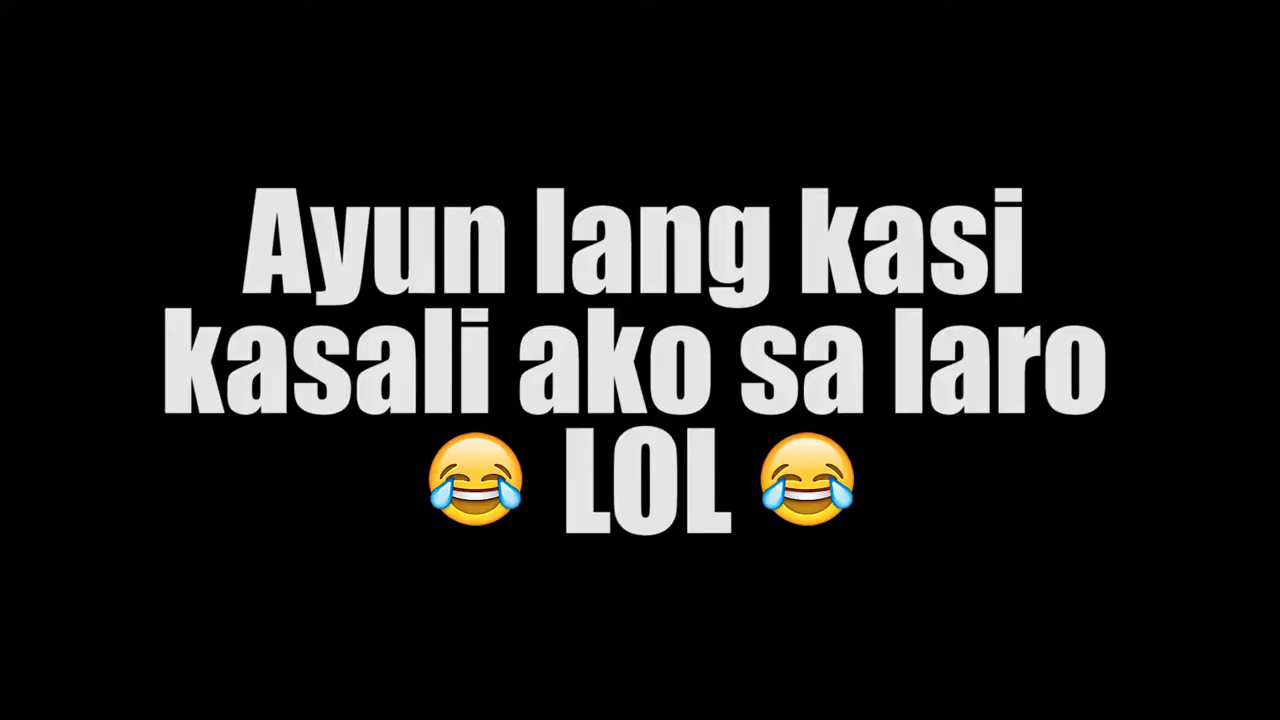 Ayun lang kasi
kasali ako sa laro
😂 LOL 😂